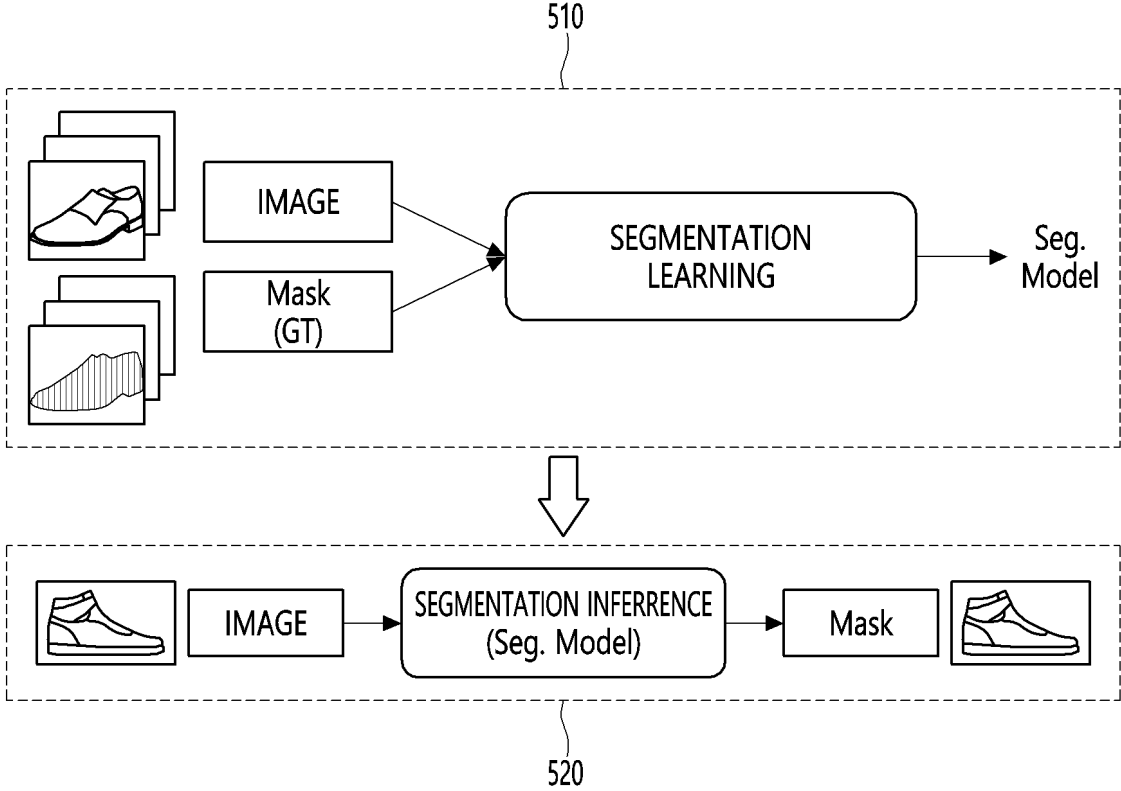 510
IMAGE
Mask
(GT)
SEGMENTATION
LEARNING
Seg.
Model
IMAGE
SEGMENTATION INFERRENCE
(Seg. Model)
Mask
520